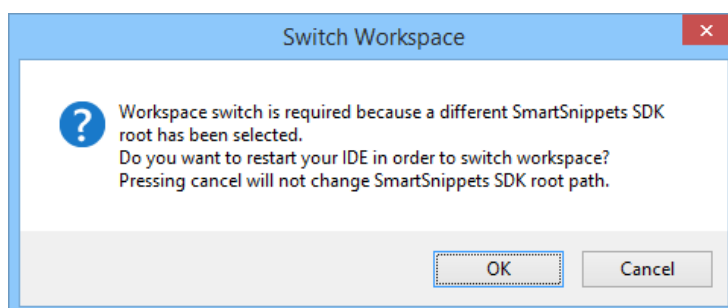 Switch Workspace
Workspace switch is required because a different SmartSnippets SDK
root has been selected.
Do you want to restart your IDE in order to switch workspace?
Pressing cancel will not change SmartSnippets SDK root path.
OK
Cancel